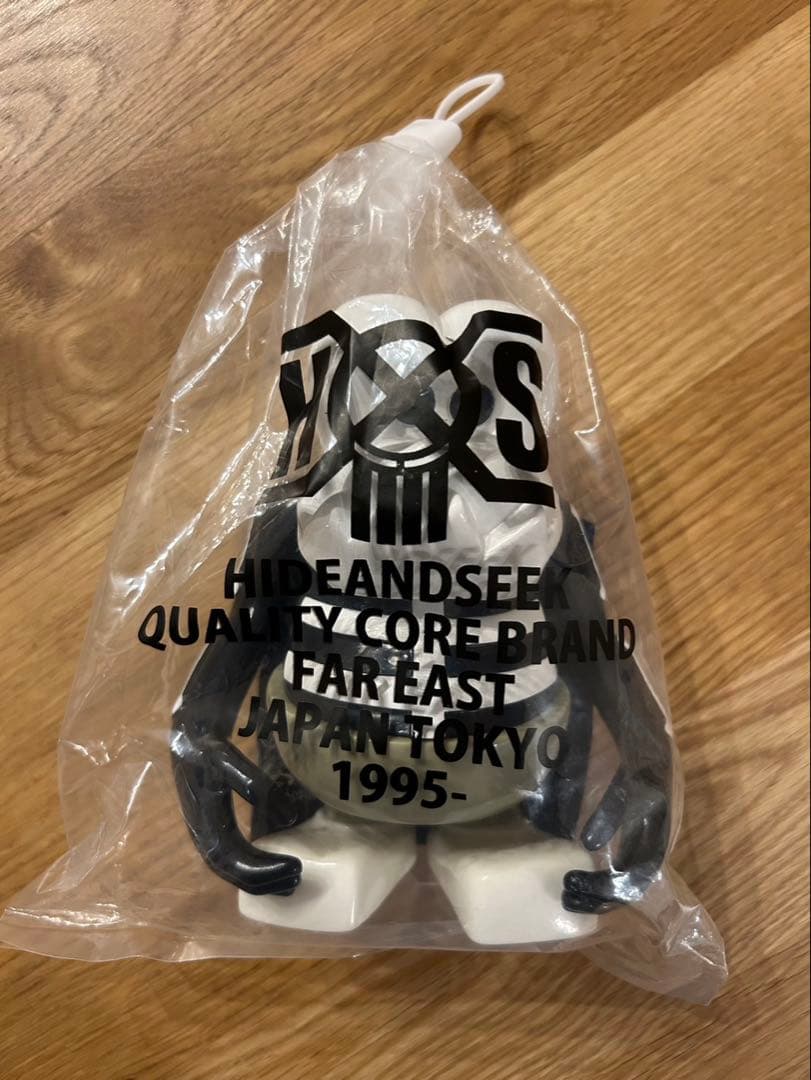 H S
HIDEANDSEEK
QUALITY CORE BRAND
FAR EAST
JAPAN TOKYO
1995-